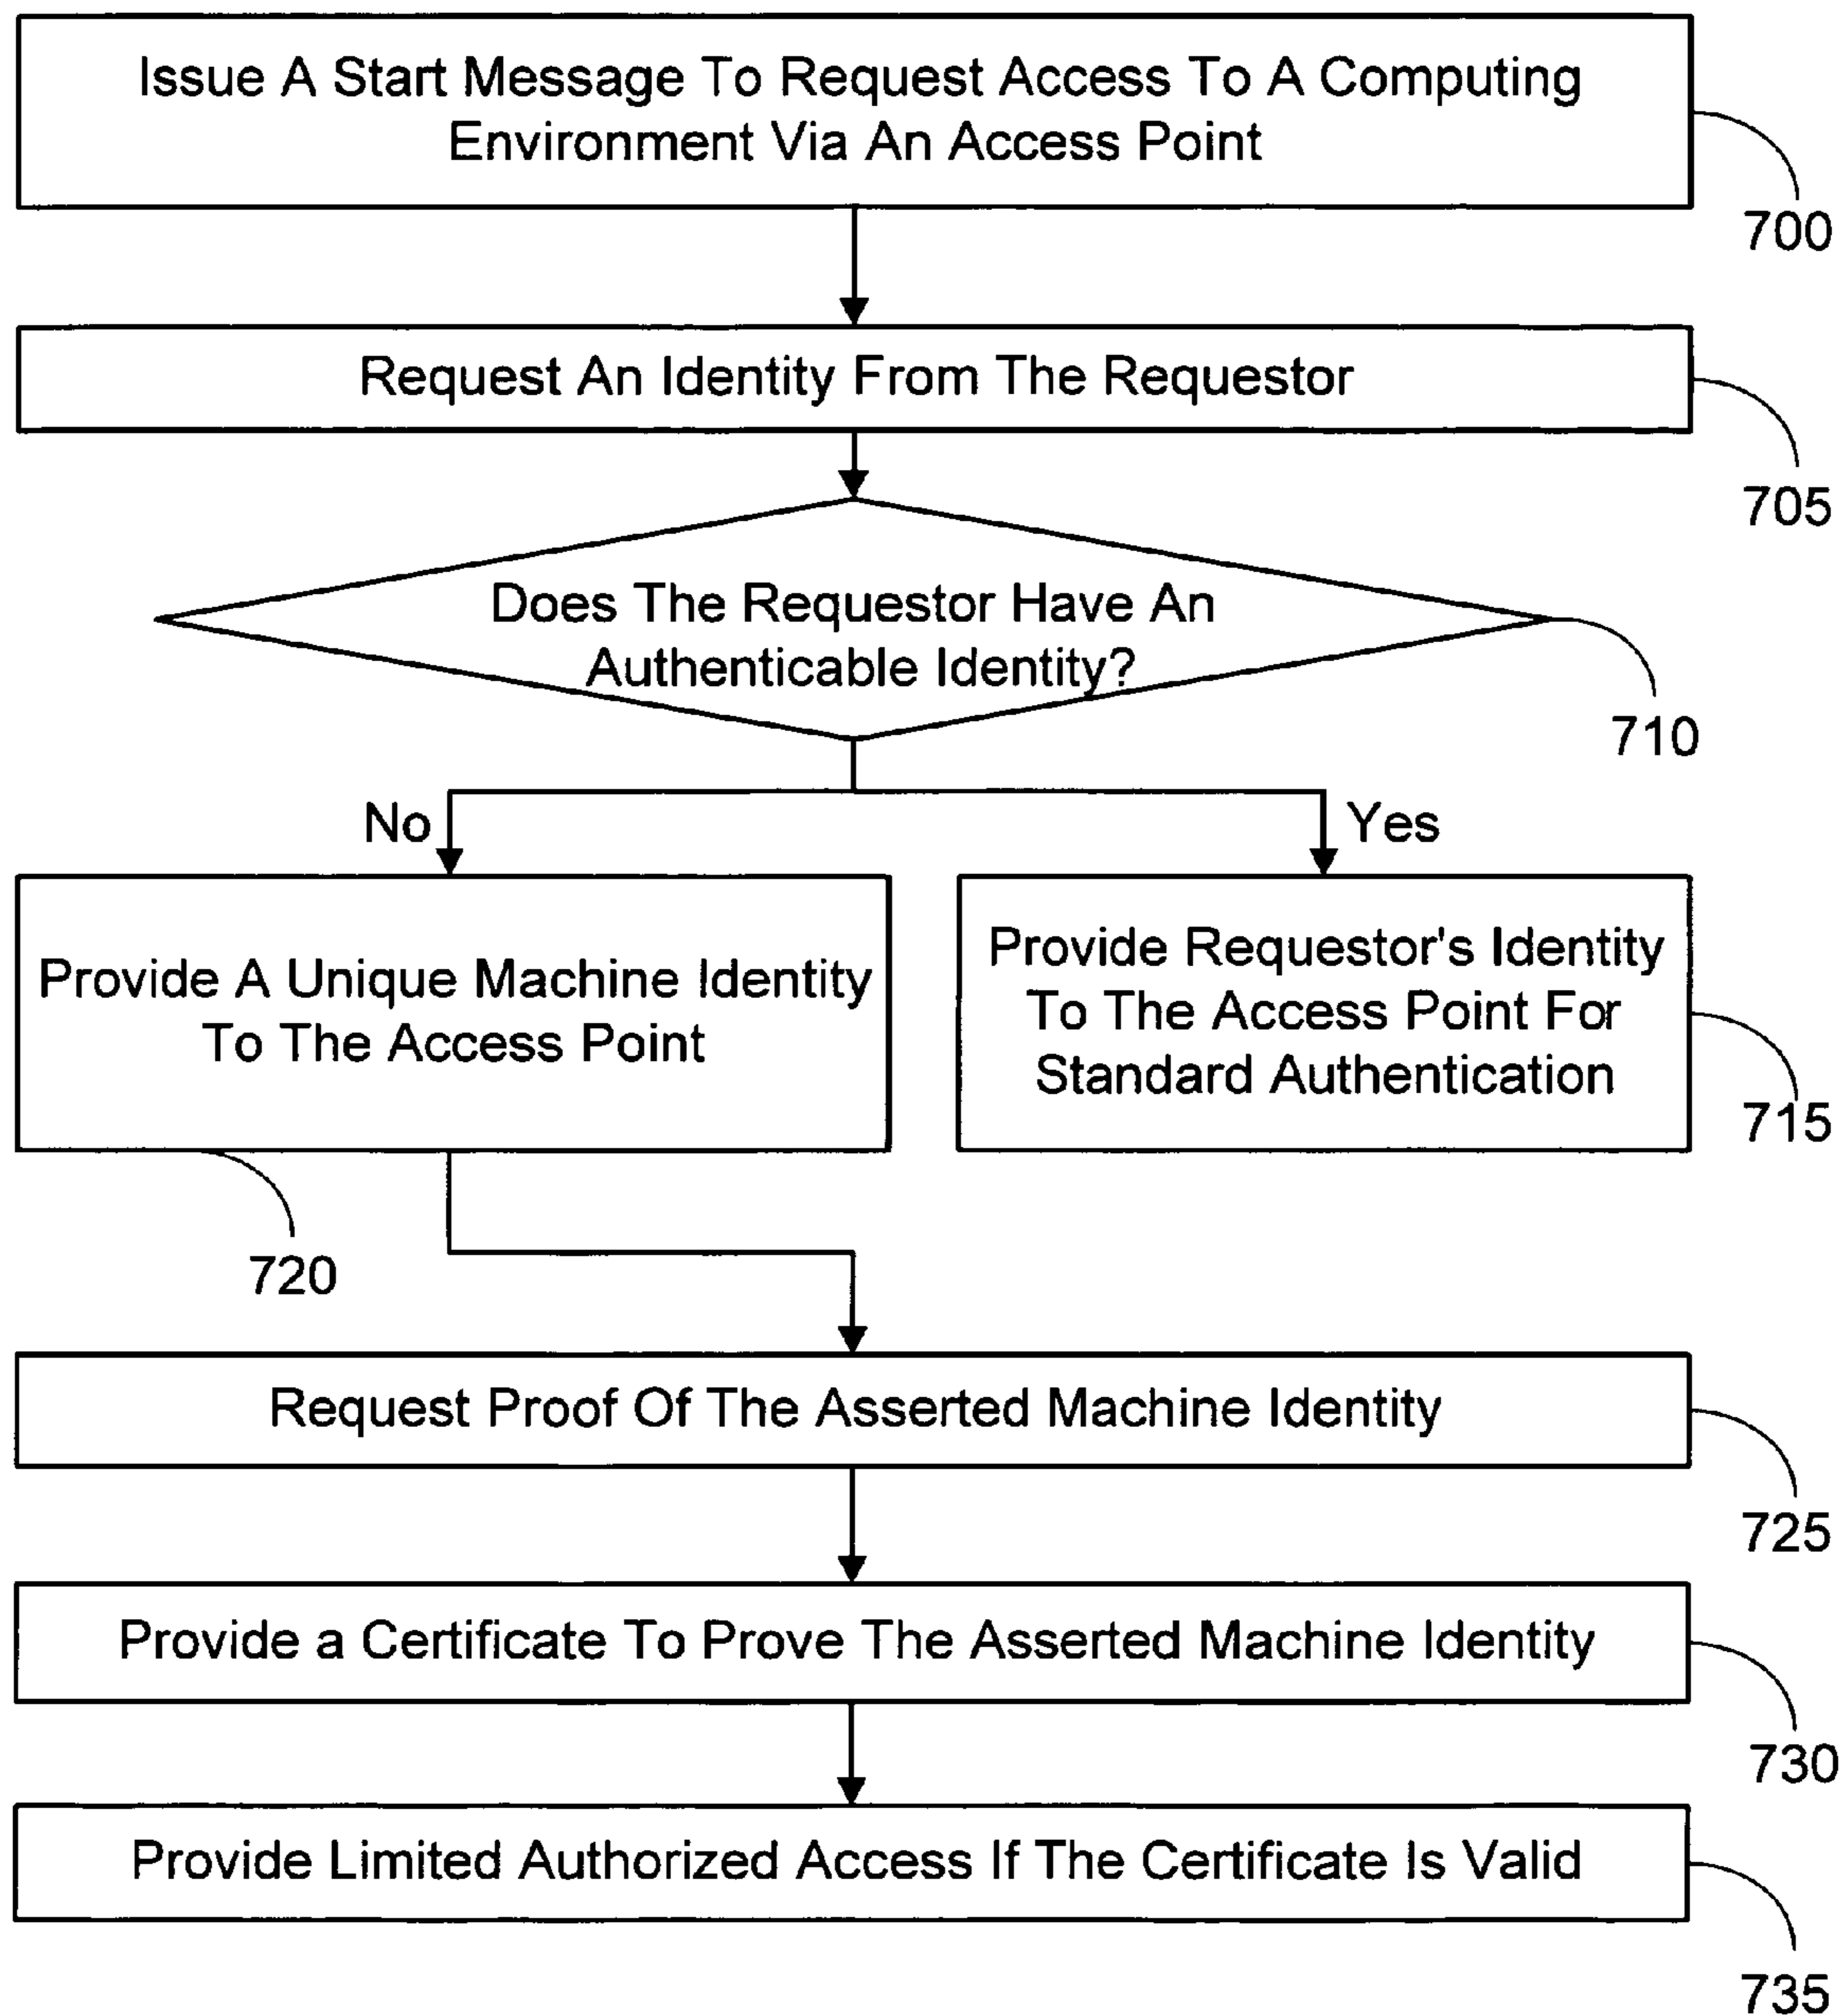 Issue A Start Message To Request Access To A Computing
Environment Via An Access Point
700
Request An Identity From The Requestor
705
Does The Requestor Have An
Authenticable Identity?
710
No
Yes
Provide A Unique Machine Identity
To The Access Point
720
Provide Requestor's Identity
To The Access Point For
Standard Authentication
715
Request Proof Of The Asserted Machine Identity
725
Provide a Certificate To Prove The Asserted Machine Identity
730
Provide Limited Authorized Access If The Certificate Is Valid
735